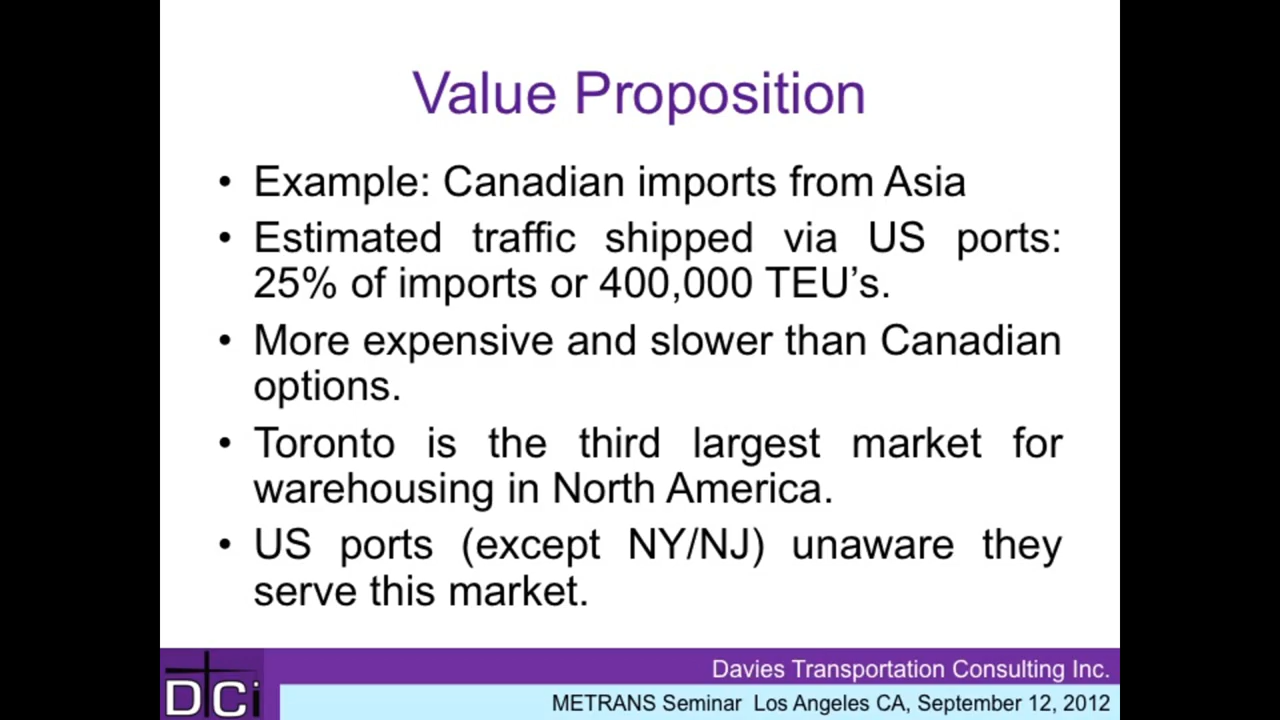 Value Proposition
• Example: Canadian imports from Asia
• Estimated traffic shipped via US ports:
25% of imports or 400,000 TEU’s.
• More expensive and slower than Canadian
options.
• Toronto is the third largest market for
warehousing in North America.
• US ports (except NY/NJ) unaware they
serve this market.
Davies Transportation Consulting Inc.
DCi
METRANS Seminar Los Angeles CA, September 12, 2012